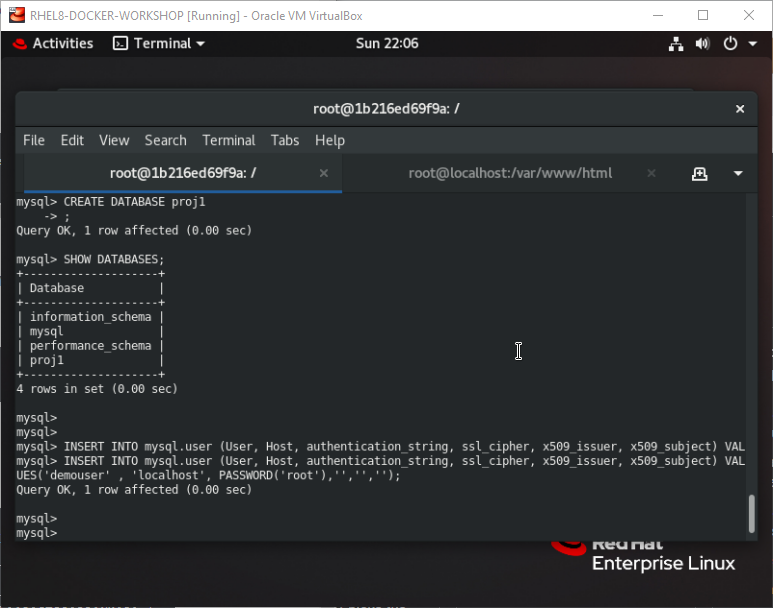 RHEL8-DOCKER-WORKSHOP [Running] - Oracle VM VirtualBox
Activities Terminal Sun 22:06
root@1b216ed69f9a: /
File Edit View Search Terminal Tabs Help
root@1b216ed69f9a: / root@localhost:/var/www/html
mysql> CREATE DATABASE proj1
    -> ;
Query OK, 1 row affected (0.00 sec)
mysql> SHOW DATABASES;
+--------------------+
| Database           |
+--------------------+
| information_schema |
| mysql              |
| performance_schema |
| proj1              |
+--------------------+
4 rows in set (0.00 sec)
mysql>
mysql>
mysql> INSERT INTO mysql.user (User, Host, authentication_string, ssl_cipher, x509_issuer, x509_subject) VAL
mysql> INSERT INTO mysql.user (User, Host, authentication_string, ssl_cipher, x509_issuer, x509_subject) VAL
UES('demouser' , 'localhost', PASSWORD('root'),'','','');
Query OK, 1 row affected (0.00 sec)
mysql>
mysql>
Red Hat
Enterprise Linux